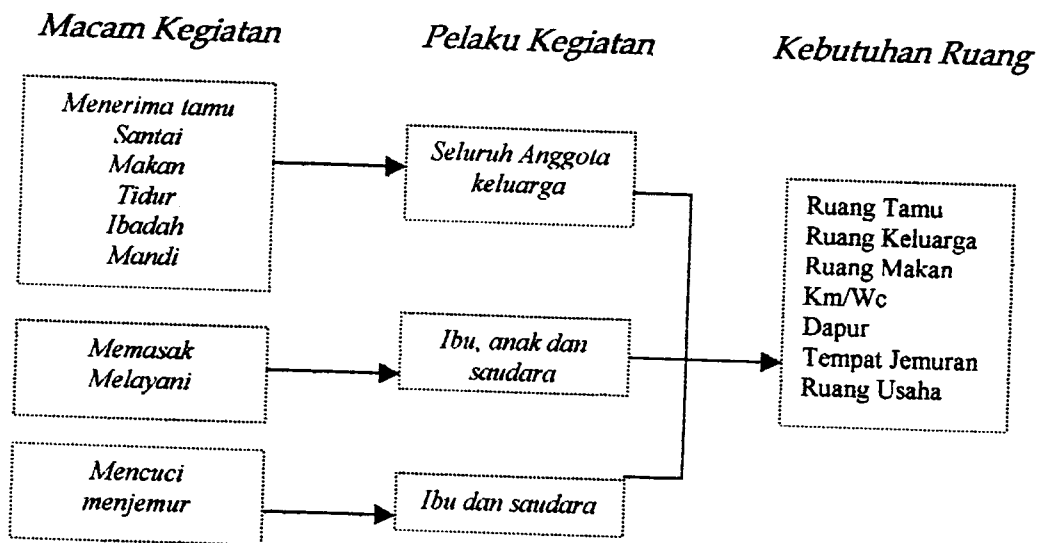 Macam Kegiatan
Pelaku Kegiatan
Kebutuhan Ruang
Menerima tamu
Santai
Makan
Tidur
Ibadah
Mandi
Seluruh Anggota
keluarga
Memasak
Melayani
Ibu, anak dan
saudara
Mencuci
menjemur
Ibu dan saudara
Ruang Tamu
Ruang Keluarga
Ruang Makan
Km/Wc
Dapur
Tempat Jemuran
Ruang Usaha